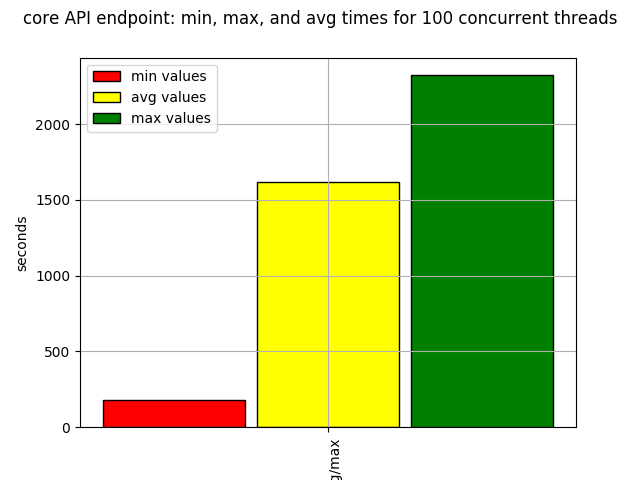 core API endpoint: min, max, and avg times for 100 concurrent threads
min values
avg values
max values
2000
1500
1000
500
0
seconds
g/max